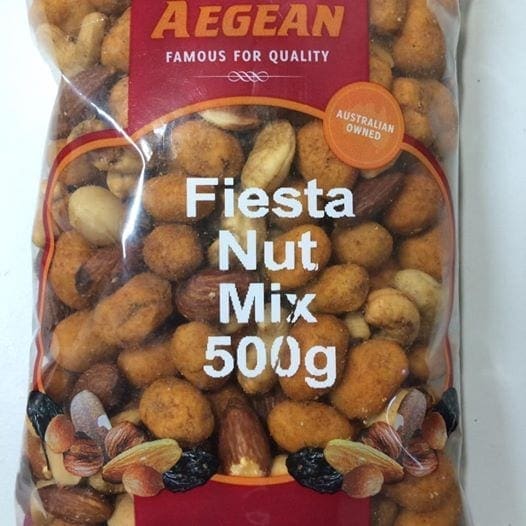 AEGEAN
FAMOUS FOR QUALITY
AUSTRALIAN
OWNED
Fiesta
Nut
Mix
500g